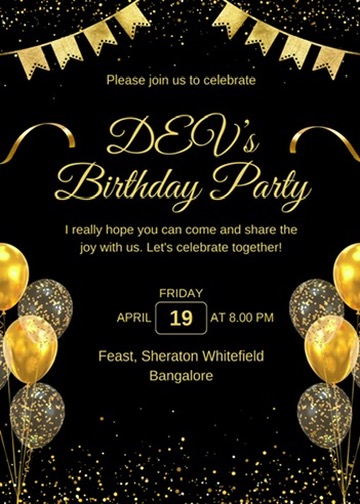 Please join us to celebrate
DEV's
Birthday Party
I really hope you can come and share the
joy with us. Let's celebrate together!
FRIDAY
APRIL 19 AT 8.00 PM
Feast, Sheraton Whitefield
Bangalore